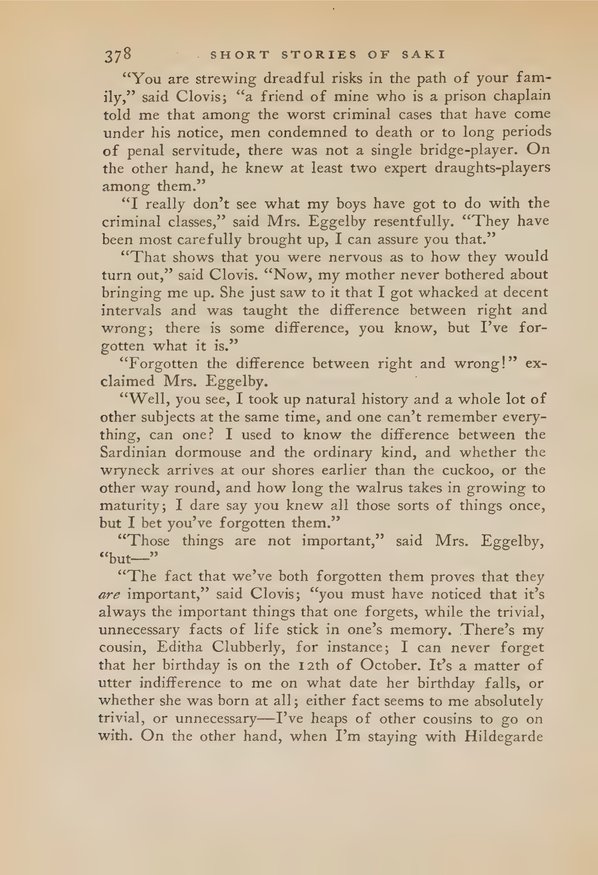 378 SHORT STORIES OF SAKI
“You are strewing dreadful risks in the path of your fam-
ily,” said Clovis; “a friend of mine who is a prison chaplain
told me that among the worst criminal cases that have come
under his notice, men condemned to death or to long periods
of penal servitude, there was not a single bridge-player. On
the other hand, he knew at least two expert draughts-players
among them.”
“I really don’t see what my boys have got to do with the
criminal classes,” said Mrs. Eggelby resentfully. “They have
been most carefully brought up, I can assure you that.”
“That shows that you were nervous as to how they would
turn out,” said Clovis. “Now, my mother never bothered about
bringing me up. She just saw to it that I got whacked at decent
intervals and was taught the difference between right and
wrong; there is some difference, you know, but I’ve for-
gotten what it is.”
“Forgotten the difference between right and wrong!” ex-
claimed Mrs. Eggelby.
“Well, you see, I took up natural history and a whole lot of
other subjects at the same time, and one can’t remember every-
thing, can one? I used to know the difference between the
Sardinian dormouse and the ordinary kind, and whether the
wryneck arrives at our shores earlier than the cuckoo, or the
other way round, and how long the walrus takes in growing to
maturity; I dare say you knew all those sorts of things once,
but I bet you’ve forgotten them.”
“Those things are not important,” said Mrs. Eggelby,
“but—”
“The fact that we’ve both forgotten them proves that they
are important,” said Clovis; “you must have noticed that it’s
always the important things that one forgets, while the trivial,
unnecessary facts of life stick in one’s memory. There’s my
cousin, Editha Clubberly, for instance; I can never forget
that her birthday is on the 12th of October. It’s a matter of
utter indifference to me on what date her birthday falls, or
whether she was born at all; either fact seems to me absolutely
trivial, or unnecessary—I’ve heaps of other cousins to go on
with. On the other hand, when I’m staying with Hildegarde